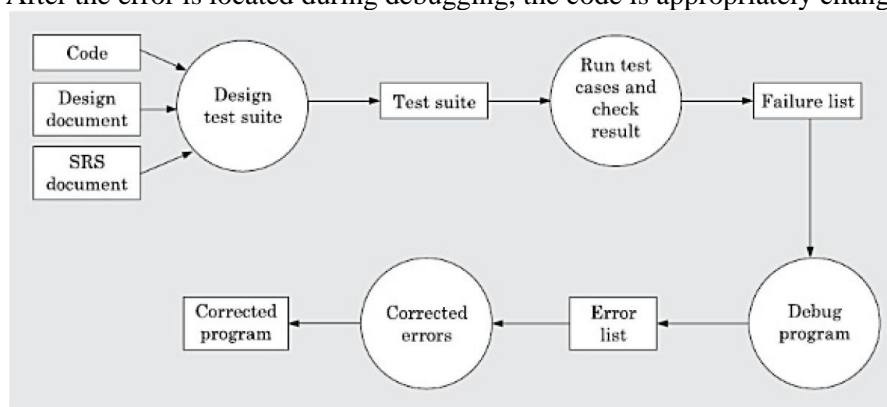 After the error is located during debugging, the code is appropriately chang
Code
Design
document
SRS
document
Design
test suite
Test suite
Run test
cases and
check
result
Failure list
Debug
program
Error
list
Corrected
errors
Corrected
program